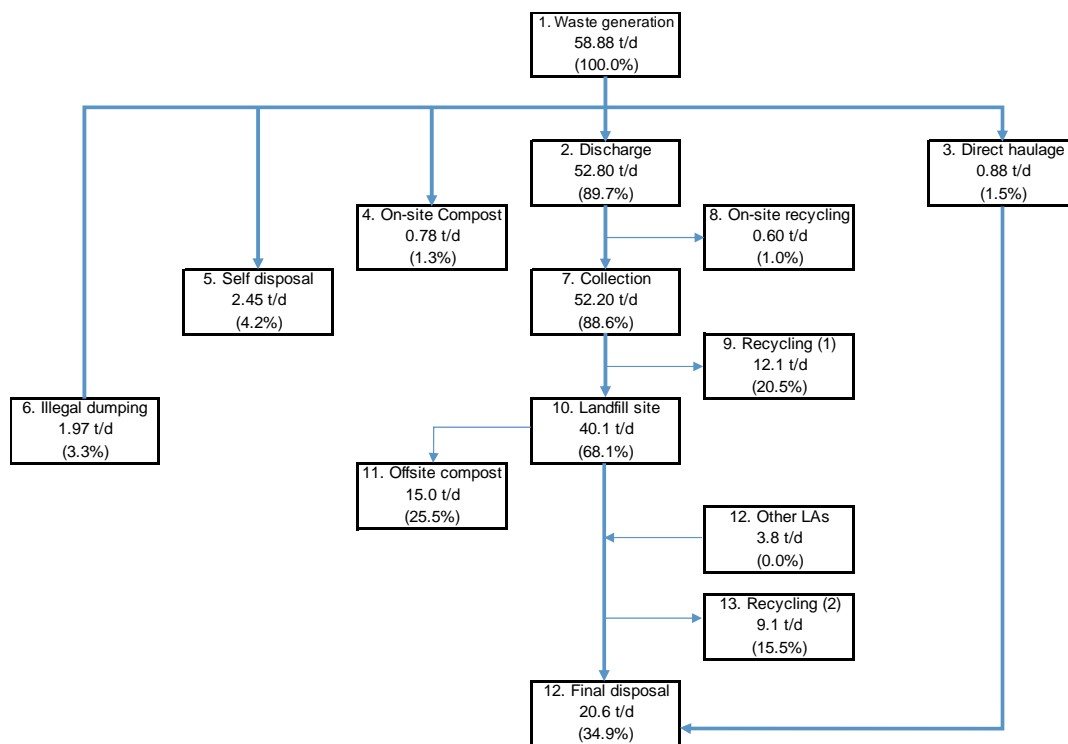 1. Waste generation
58.88 t/d
(100.0%)
2. Discharge
52.80 t/d
(89.7%)
3. Direct haulage
0.88 t/d
(1.5%)
4. On-site Compost
0.78 t/d
(1.3%)
8. On-site recycling
0.60 t/d
(1.0%)
5. Self disposal
2.45 t/d
(4.2%)
7. Collection
52.20 t/d
(88.6%)
9. Recycling (1)
12.1 t/d
(20.5%)
6. Illegal dumping
1.97 t/d
(3.3%)
10. Landfill site
40.1 t/d
(68.1%)
11. Offsite compost
15.0 t/d
(25.5%)
12. Other LAs
3.8 t/d
(0.0%)
13. Recycling (2)
9.1 t/d
(15.5%)
12. Final disposal
20.6 t/d
(34.9%)